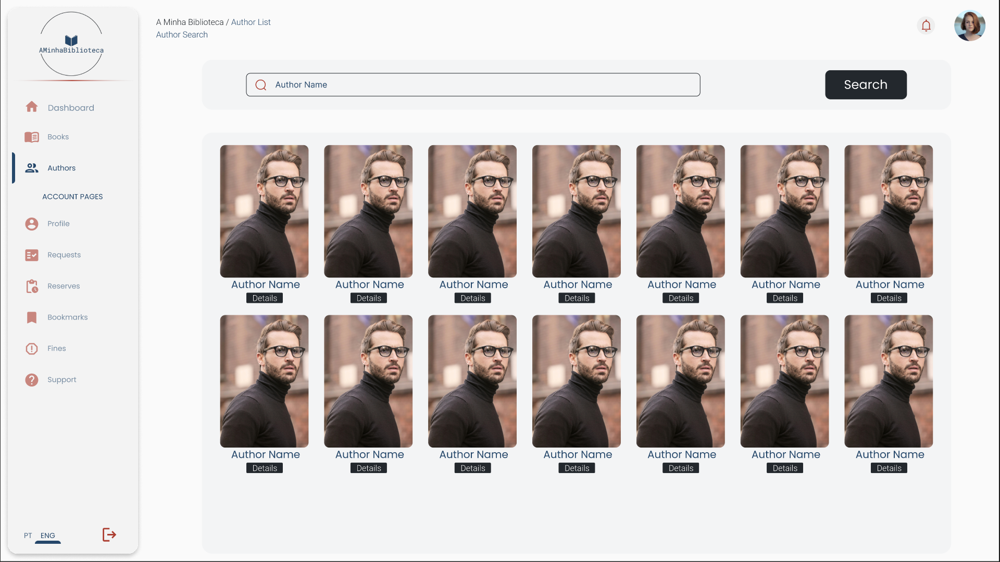 AMinhaBiblioteca
Dashboard
Books
Authors
ACCOUNT PAGES
Profile
Requests
Reserves
Bookmarks
Fines
Support
PT ENG
A Minha Biblioteca / Author List
Author Search
Author Name
Search
Author Name Author Name Author Name Author Name Author Name Author Name Author Name
Details Details Details Details Details Details Details
Author Name Author Name Author Name Author Name Author Name Author Name Author Name
Details Details Details Details Details Details Details